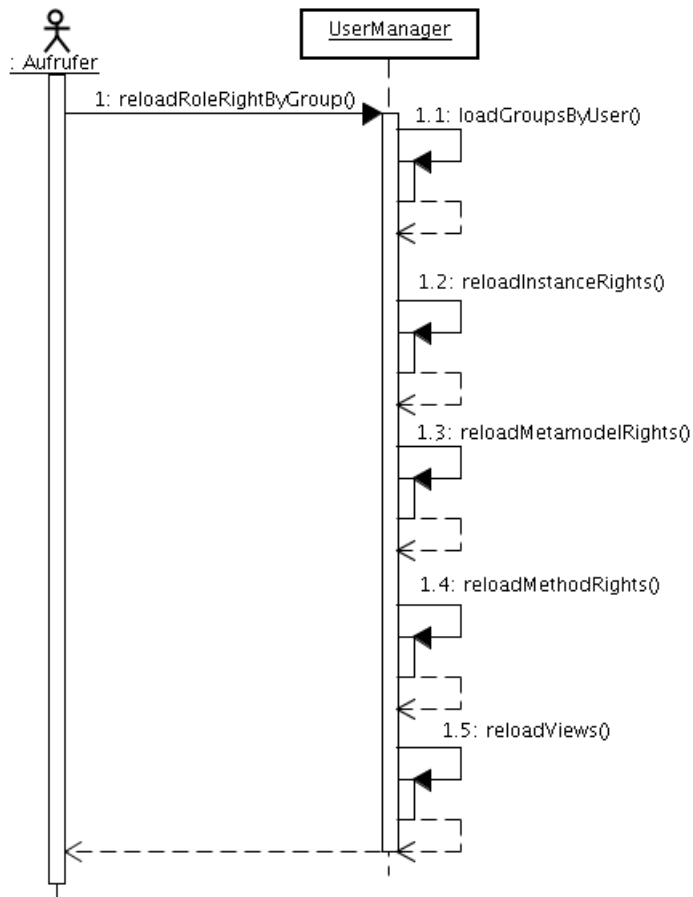 UserManager
: Aufrufer
1: reloadRoleRightByGroup()
1.1: loadGroupsByUser()
1.2: reloadInstanceRights()
1.3: reloadMetamodelRights()
1.4: reloadMethodRights()
1.5: reloadViews()